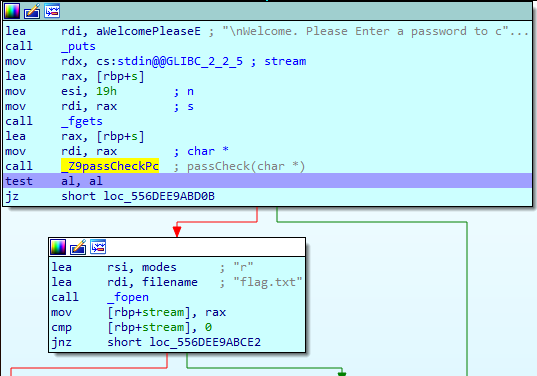 lea rdi, aWelcomePleaseE ; "\nWelcome. Please Enter a password to c"...
call _puts
mov rdx, cs:stdin@@GLIBC_2_2_5 ; stream
lea rax, [rbp+s]
mov esi, 19h ; n
mov rdi, rax ; s
call _fgets
lea rax, [rbp+s]
mov rdi, rax ; char *
call _Z9passCheckPc ; passCheck(char *)
test al, al
jz short loc_556DEE9ABD0B
lea rsi, modes ; "r"
lea rdi, filename ; "flag.txt"
call _fopen
mov [rbp+stream], rax
cmp [rbp+stream], 0
jnz short loc_556DEE9ABCE2